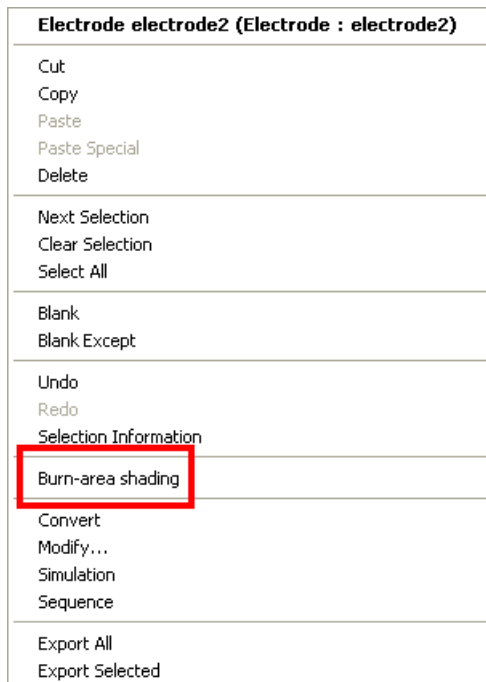 Electrode electrode2 (Electrode : electrode2)
Cut
Copy
Paste
Paste Special
Delete
Next Selection
Clear Selection
Select All
Blank
Blank Except
Undo
Redo
Selection Information
Burn-area shading
Convert
Modify...
Simulation
Sequence
Export All
Export Selected